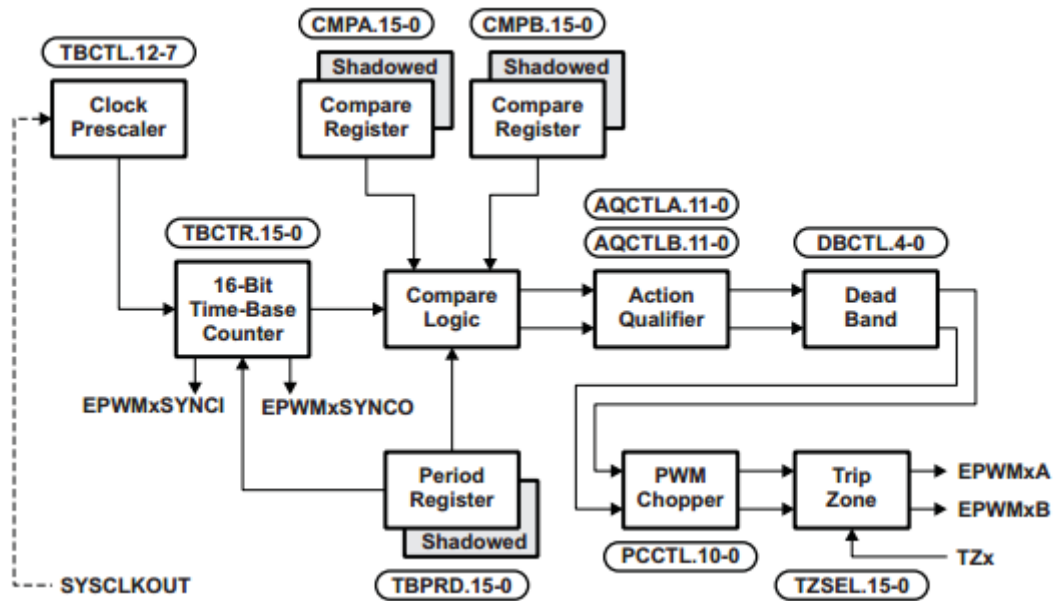 CMPA.15-0
CMPB.15-0
TBCTL.12-7
Shadowed
Shadowed
Clock
Prescaler
Compare
Register
Compare
Register
AQCTLA.11-0
TBCTR.15-0
AQCTLB.11-0
DBCTL.4-0
16-Bit
Time-Base
Counter
Compare
Logic
Action
Qualifier
Dead
Band
EPWMxSYNCI
EPWMxSYNCO
Period
Register
Shadowed
PWM
Chopper
Trip
Zone
EPWMxA
EPWMxB
TZx
PCCTL.10-0
SYSCLKOUT
TBPRD.15-0
TZSEL.15-0